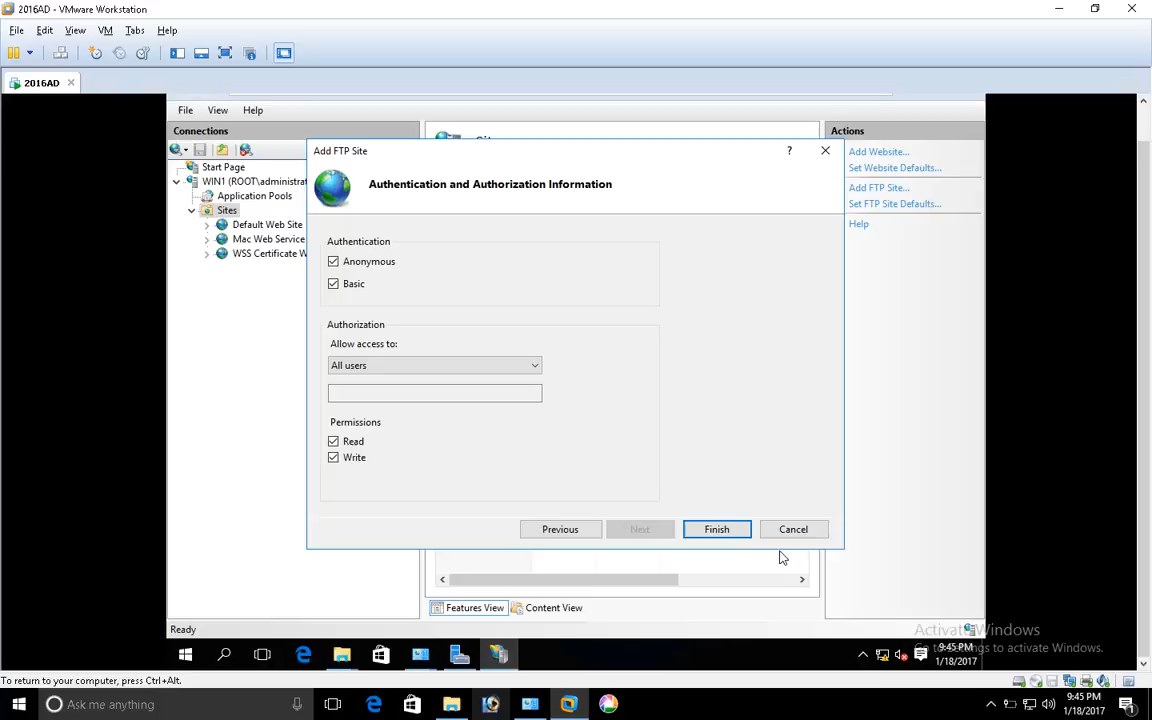 2016AD - VMware Workstation
File Edit View VM Tabs Help
2016AD
File View Help
Connections
Start Page
WIN1 (ROOT\administrat
Application Pools
Sites
Default Web Site
Mac Web Service
WSS Certificate W
Add FTP Site
?
Authentication and Authorization Information
Authentication
Anonymous
Basic
Authorization
Allow access to:
All users
Permissions
Read
Write
Previous Next Finish Cancel
Features View Content View
Actions
Add Website...
Set Website Defaults...
Add FTP Site...
Set FTP Site Defaults...
Help
Ready
Activate Windows
Go to Settings to activate Windows.
9:45 PM
1/18/2017
To return to your computer, press Ctrl+Alt.
Ask me anything
9:45 PM
1/18/2017
1